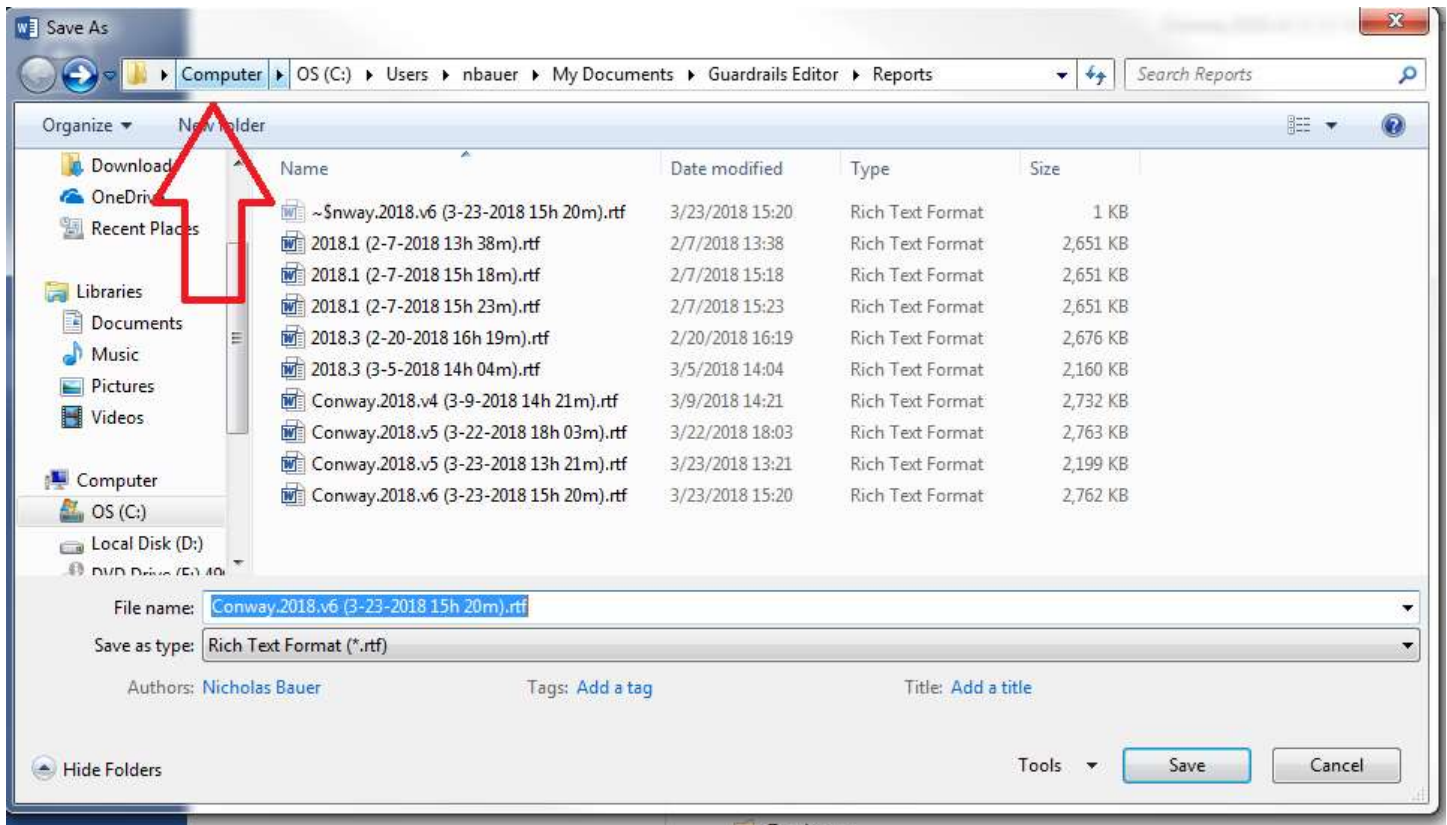 Save As
Computer OS (C:) Users nbauer My Documents Guardrails Editor Reports Search Reports
Organize New folder
Downloads
OneDrive
Recent Places
Libraries
Documents
Music
Pictures
Videos
Computer
OS (C:)
Local Disk (D:)
DVD Drive (F:) 49
Name Date modified Type Size
~$nway.2018.v6 (3-23-2018 15h 20m).rtf 3/23/2018 15:20 Rich Text Format 1 KB
2018.1 (2-7-2018 13h 38m).rtf 2/7/2018 13:38 Rich Text Format 2,651 KB
2018.1 (2-7-2018 15h 18m).rtf 2/7/2018 15:18 Rich Text Format 2,651 KB
2018.1 (2-7-2018 15h 23m).rtf 2/7/2018 15:23 Rich Text Format 2,651 KB
2018.3 (2-20-2018 16h 19m).rtf 2/20/2018 16:19 Rich Text Format 2,676 KB
2018.3 (3-5-2018 14h 04m).rtf 3/5/2018 14:04 Rich Text Format 2,160 KB
Conway.2018.v4 (3-9-2018 14h 21m).rtf 3/9/2018 14:21 Rich Text Format 2,732 KB
Conway.2018.v5 (3-22-2018 18h 03m).rtf 3/22/2018 18:03 Rich Text Format 2,763 KB
Conway.2018.v5 (3-23-2018 13h 21m).rtf 3/23/2018 13:21 Rich Text Format 2,199 KB
Conway.2018.v6 (3-23-2018 15h 20m).rtf 3/23/2018 15:20 Rich Text Format 2,762 KB
File name: Conway.2018.v6 (3-23-2018 15h 20m).rtf
Save as type: Rich Text Format (*.rtf)
Authors: Nicholas Bauer Tags: Add a tag Title: Add a title
Hide Folders Tools Save Cancel